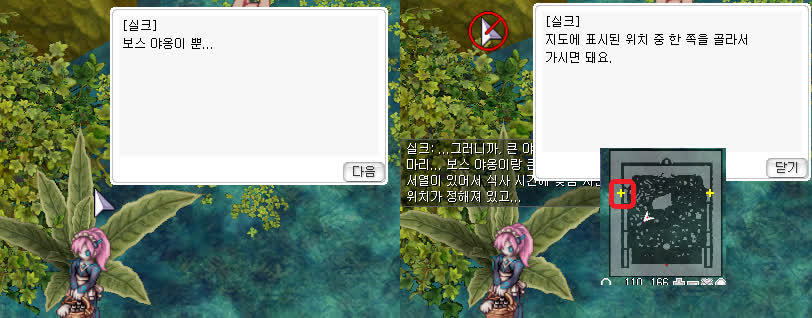 [실크]
보스 야옹이 뿐...
다음
[실크]
지도에 표시된 위치 중 한 쪽을 골라서
가시면 돼요.
닫기
실크: ...그러니까, 큰 야
마리... 보스 야옹이랑 큰
서열이 있어서 식사 시간에
위치가 정해져 있고...
110 166